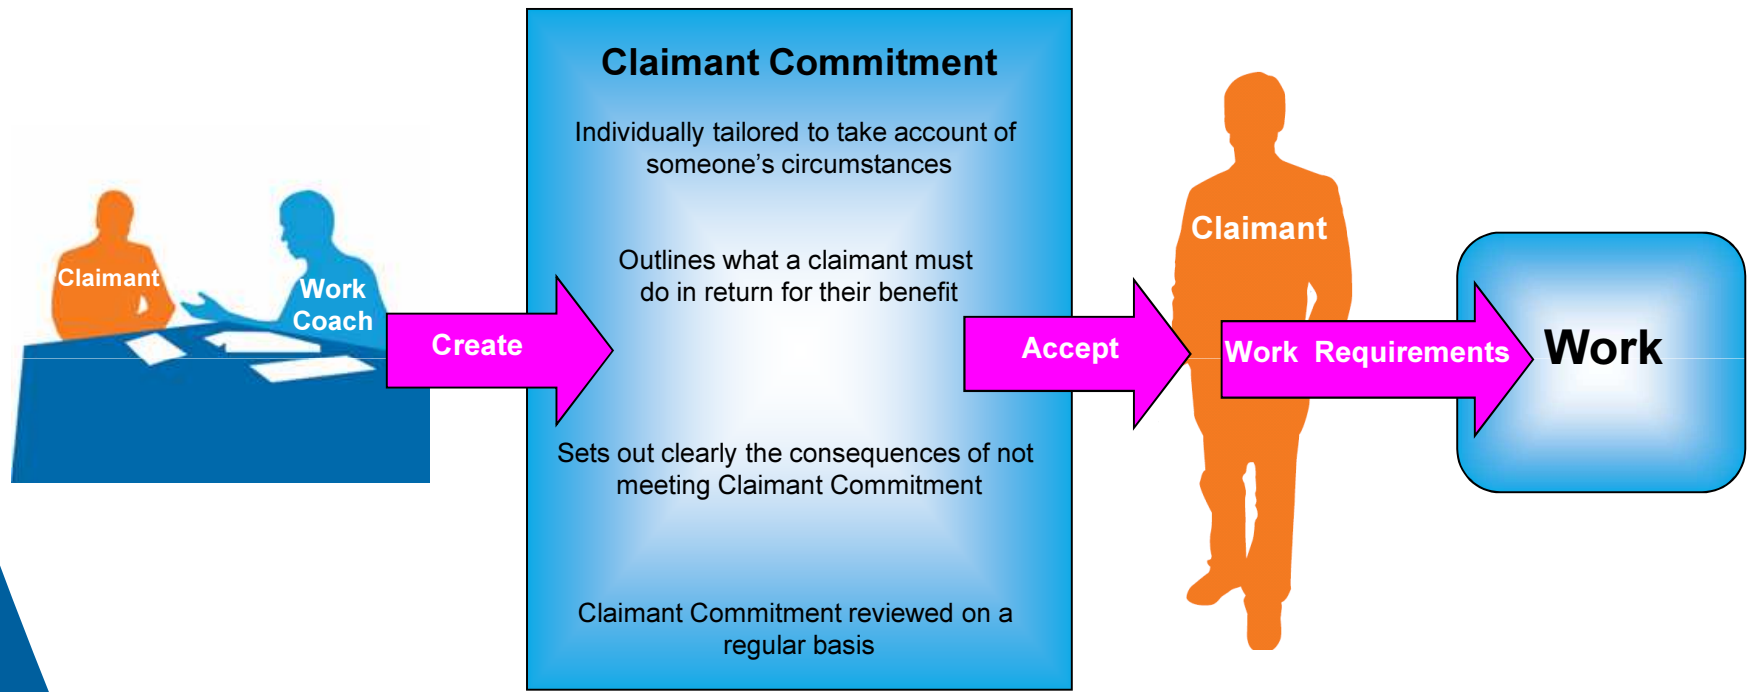 Claimant
Work
Coach
Create
Claimant Commitment
Individually tailored to take account of
someone’s circumstances
Outlines what a claimant must
do in return for their benefit
Sets out clearly the consequences of not
meeting Claimant Commitment
Claimant Commitment reviewed on a
regular basis
Accept
Claimant
Work Requirements
Work